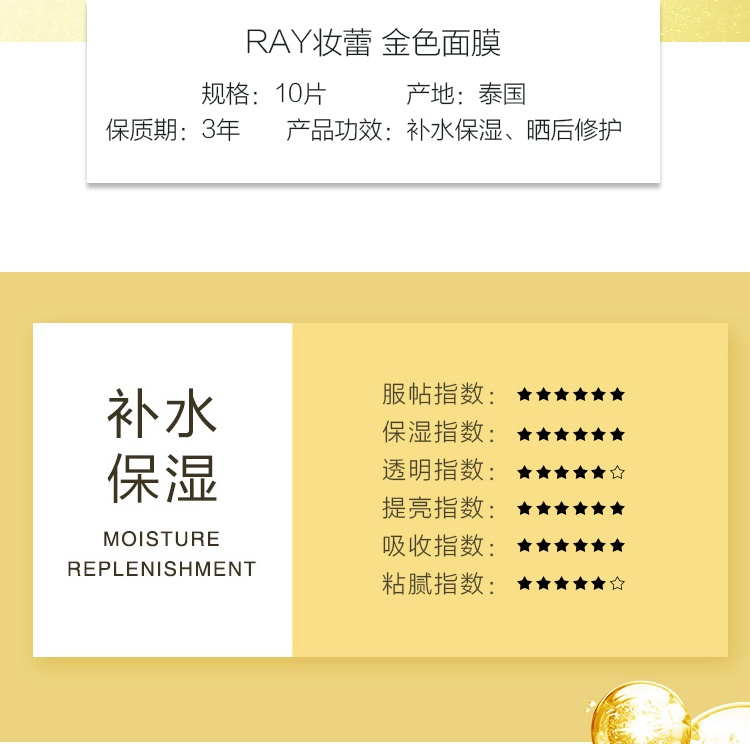 RAY妆蕾 金色面膜
规格：10片 产地：泰国
保质期：3年 产品功效：补水保湿、晒后修护
补水
保湿
MOISTURE
REPLENISHMENT
服帖指数：★★★★★★
保湿指数：★★★★★★
透明指数：★★★★★☆
提亮指数：★★★★★★
吸收指数：★★★★★★
粘腻指数：★★★★★☆